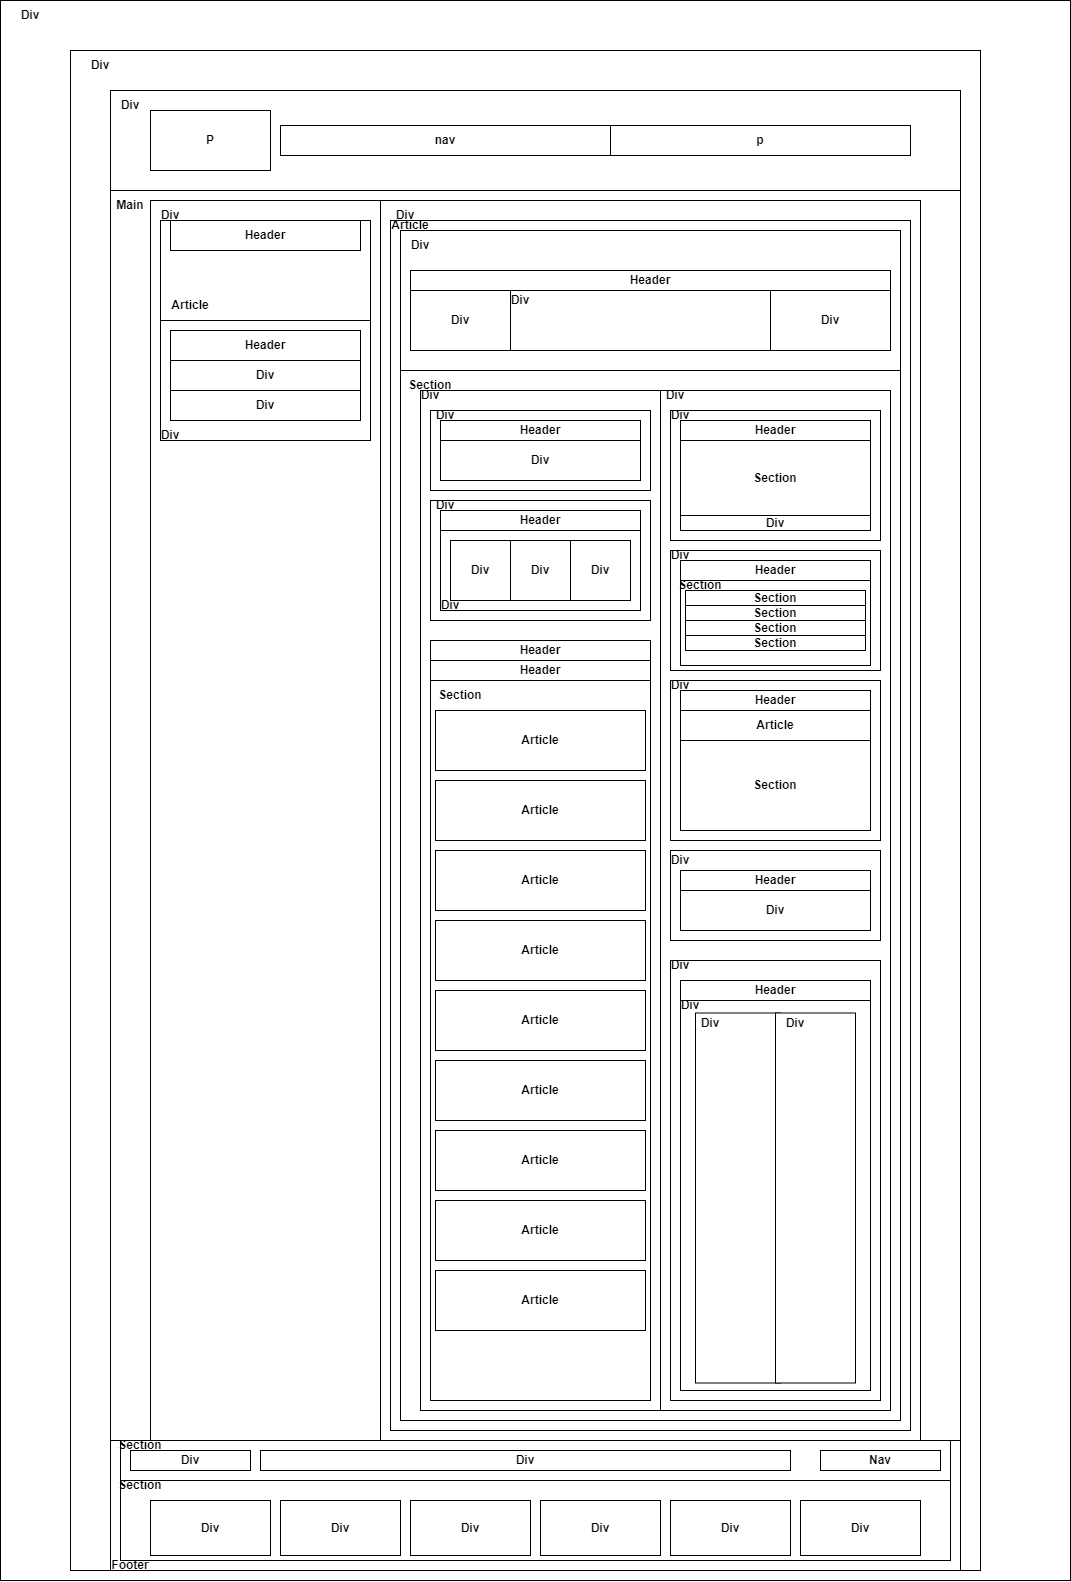 Div
Div
Div
P
nav
p
Main
Div
Header
Article
Header
Div
Div
Div
Div
Article
Div
Header
Div
Div
Div
Section
Div
Div
Header
Div
Div
Header
Div
Div
Div
Div
Header
Header
Section
Article
Article
Article
Article
Article
Article
Article
Article
Article
Div
Div
Header
Section
Div
Div
Header
Section
Section
Section
Section
Section
Div
Header
Article
Section
Div
Header
Div
Div
Header
Div
Div
Div
Section
Div
Div
Nav
Section
Div
Div
Div
Div
Div
Div
Footer